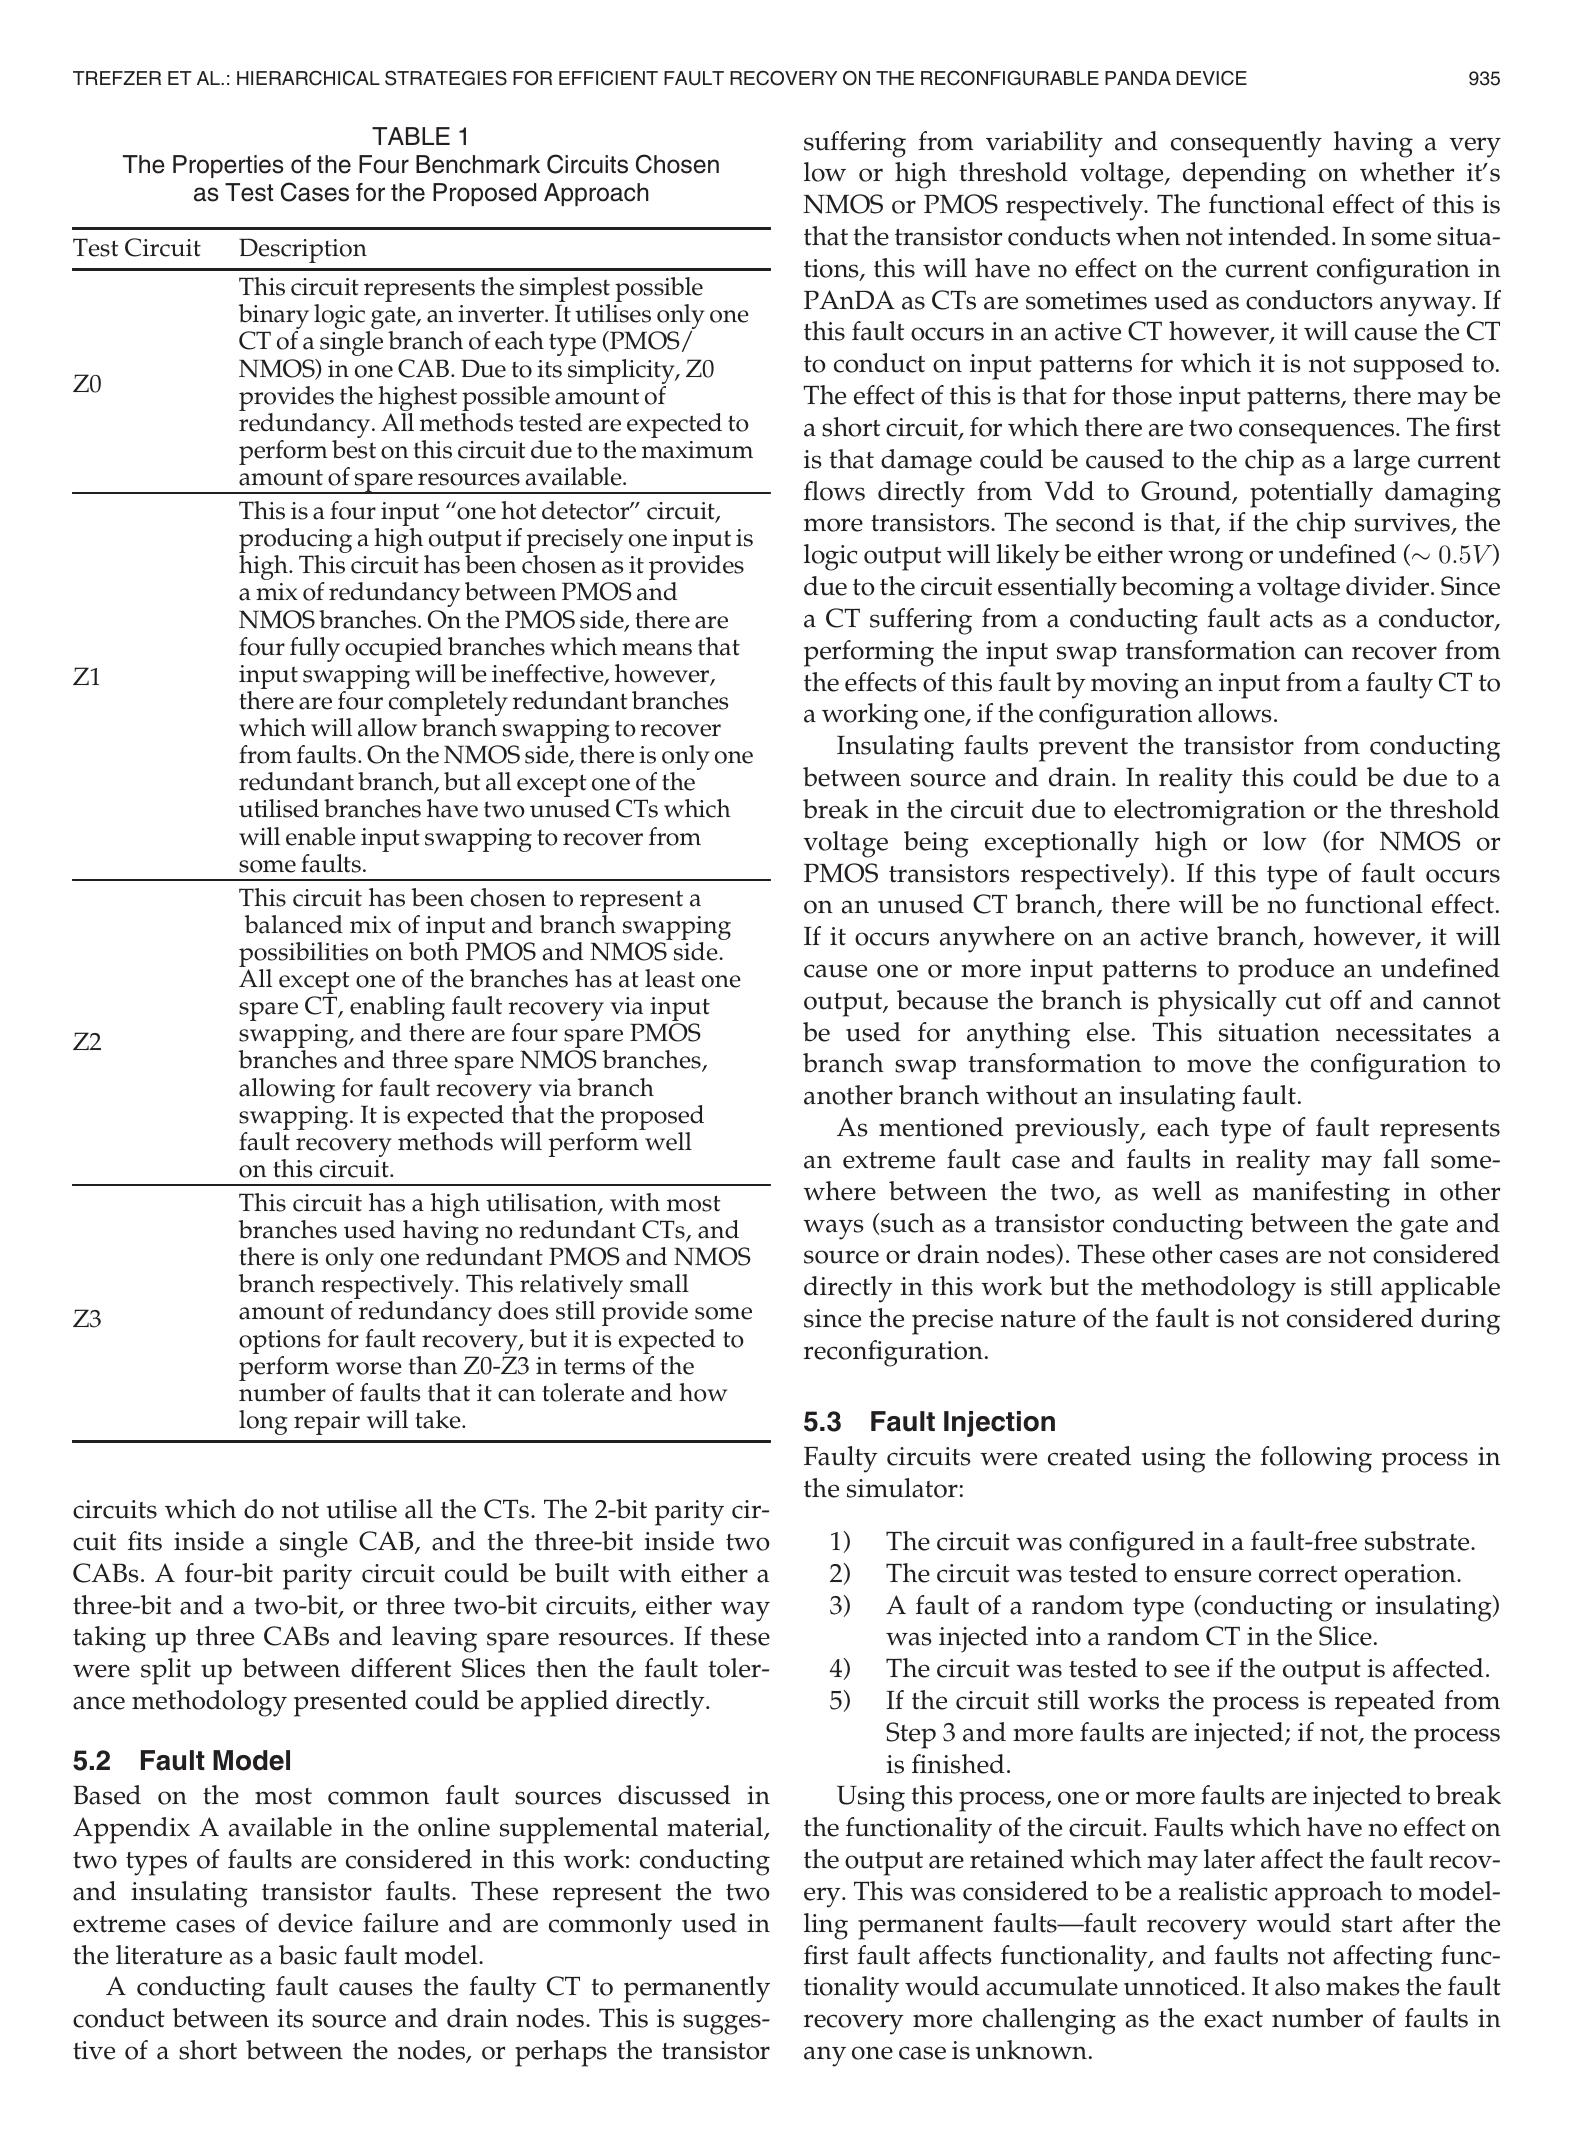 TREFZER ET AL.: HIERARCHICAL STRATEGIES FOR EFFICIENT FAULT RECOVERY ON THE RECONFIGURABLE PANDA DEVICE 935
TABLE 1
The Properties of the Four Benchmark Circuits Chosen
as Test Cases for the Proposed Approach
Test Circuit Description
Z0
This circuit represents the simplest possible
binary logic gate, an inverter. It utilises only one
CT of a single branch of each type (PMOS/
NMOS) in one CAB. Due to its simplicity, Z0
provides the highest possible amount of
redundancy. All methods tested are expected to
perform best on this circuit due to the maximum
amount of spare resources available.
Z1
This is a four input “one hot detector” circuit,
producing a high output if precisely one input is
high. This circuit has been chosen as it provides
a mix of redundancy between PMOS and
NMOS branches. On the PMOS side, there are
four fully occupied branches which means that
input swapping will be ineffective, however,
there are four completely redundant branches
which will allow branch swapping to recover
from faults. On the NMOS side, there is only one
redundant branch, but all except one of the
utilised branches have two unused CTs which
will enable input swapping to recover from
some faults.
Z2
This circuit has been chosen to represent a
balanced mix of input and branch swapping
possibilities on both PMOS and NMOS side.
All except one of the branches has at least one
spare CT, enabling fault recovery via input
swapping, and there are four spare PMOS
branches and three spare NMOS branches,
allowing for fault recovery via branch
swapping. It is expected that the proposed
fault recovery methods will perform well
on this circuit.
Z3
This circuit has a high utilisation, with most
branches used having no redundant CTs, and
there is only one redundant PMOS and NMOS
branch respectively. This relatively small
amount of redundancy does still provide some
options for fault recovery, but it is expected to
perform worse than Z0-Z3 in terms of the
number of faults that it can tolerate and how
long repair will take.
circuits which do not utilise all the CTs. The 2-bit parity cir-
cuit fits inside a single CAB, and the three-bit inside two
CABs. A four-bit parity circuit could be built with either a
three-bit and a two-bit, or three two-bit circuits, either way
taking up three CABs and leaving spare resources. If these
were split up between different Slices then the fault toler-
ance methodology presented could be applied directly.
5.2 Fault Model
Based on the most common fault sources discussed in
Appendix A available in the online supplemental material,
two types of faults are considered in this work: conducting
and insulating transistor faults. These represent the two
extreme cases of device failure and are commonly used in
the literature as a basic fault model.
A conducting fault causes the faulty CT to permanently
conduct between its source and drain nodes. This is sugges-
tive of a short between the nodes, or perhaps the transistor
suffering from variability and consequently having a very
low or high threshold voltage, depending on whether it’s
NMOS or PMOS respectively. The functional effect of this is
that the transistor conducts when not intended. In some situa-
tions, this will have no effect on the current configuration in
PAnDA as CTs are sometimes used as conductors anyway. If
this fault occurs in an active CT however, it will cause the CT
to conduct on input patterns for which it is not supposed to.
The effect of this is that for those input patterns, there may be
a short circuit, for which there are two consequences. The first
is that damage could be caused to the chip as a large current
flows directly from Vdd to Ground, potentially damaging
more transistors. The second is that, if the chip survives, the
logic output will likely be either wrong or undefined (∼ 0.5V)
due to the circuit essentially becoming a voltage divider. Since
a CT suffering from a conducting fault acts as a conductor,
performing the input swap transformation can recover from
the effects of this fault by moving an input from a faulty CT to
a working one, if the configuration allows.
Insulating faults prevent the transistor from conducting
between source and drain. In reality this could be due to a
break in the circuit due to electromigration or the threshold
voltage being exceptionally high or low (for NMOS or
PMOS transistors respectively). If this type of fault occurs
on an unused CT branch, there will be no functional effect.
If it occurs anywhere on an active branch, however, it will
cause one or more input patterns to produce an undefined
output, because the branch is physically cut off and cannot
be used for anything else. This situation necessitates a
branch swap transformation to move the configuration to
another branch without an insulating fault.
As mentioned previously, each type of fault represents
an extreme fault case and faults in reality may fall some-
where between the two, as well as manifesting in other
ways (such as a transistor conducting between the gate and
source or drain nodes). These other cases are not considered
directly in this work but the methodology is still applicable
since the precise nature of the fault is not considered during
reconfiguration.
5.3 Fault Injection
Faulty circuits were created using the following process in
the simulator:
1) The circuit was configured in a fault-free substrate.
2) The circuit was tested to ensure correct operation.
3) A fault of a random type (conducting or insulating)
was injected into a random CT in the Slice.
4) The circuit was tested to see if the output is affected.
5) If the circuit still works the process is repeated from
Step 3 and more faults are injected; if not, the process
is finished.
Using this process, one or more faults are injected to break
the functionality of the circuit. Faults which have no effect on
the output are retained which may later affect the fault recov-
ery. This was considered to be a realistic approach to model-
ling permanent faults—fault recovery would start after the
first fault affects functionality, and faults not affecting func-
tionality would accumulate unnoticed. It also makes the fault
recovery more challenging as the exact number of faults in
any one case is unknown.